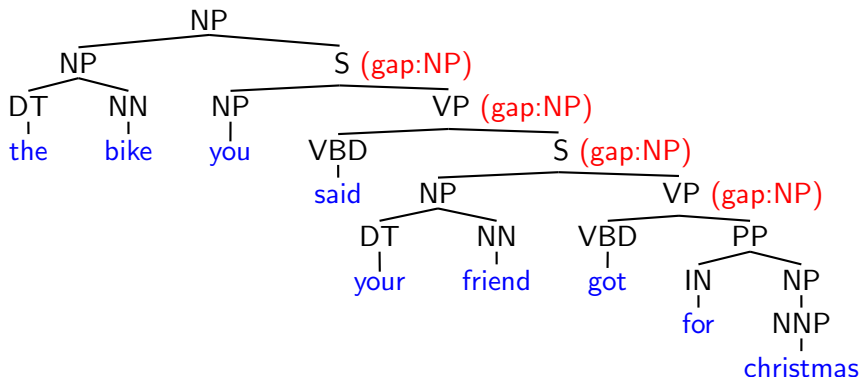 NP
NP S (gap:NP)
DT NN NP VP (gap:NP)
the bike you VBD S (gap:NP)
said NP VP (gap:NP)
DT NN VBD PP
your friend got IN NP
for NNP
christmas